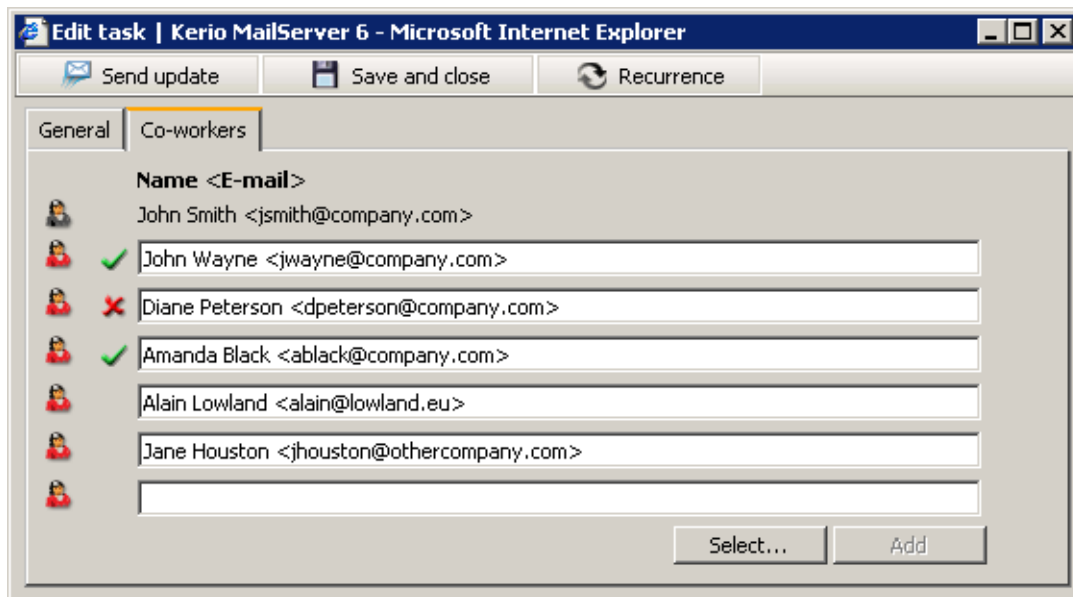 Edit task | Kerio MailServer 6 - Microsoft Internet Explorer
Send update Save and close Recurrence
General Co-workers
Name <E-mail>
John Smith <jsmith@company.com>
John Wayne <jwayne@company.com>
Diane Peterson <dpeterson@company.com>
Amanda Black <ablack@company.com>
Alain Lowland <alain@lowland.eu>
Jane Houston <jhouston@othercompany.com>
Select... Add